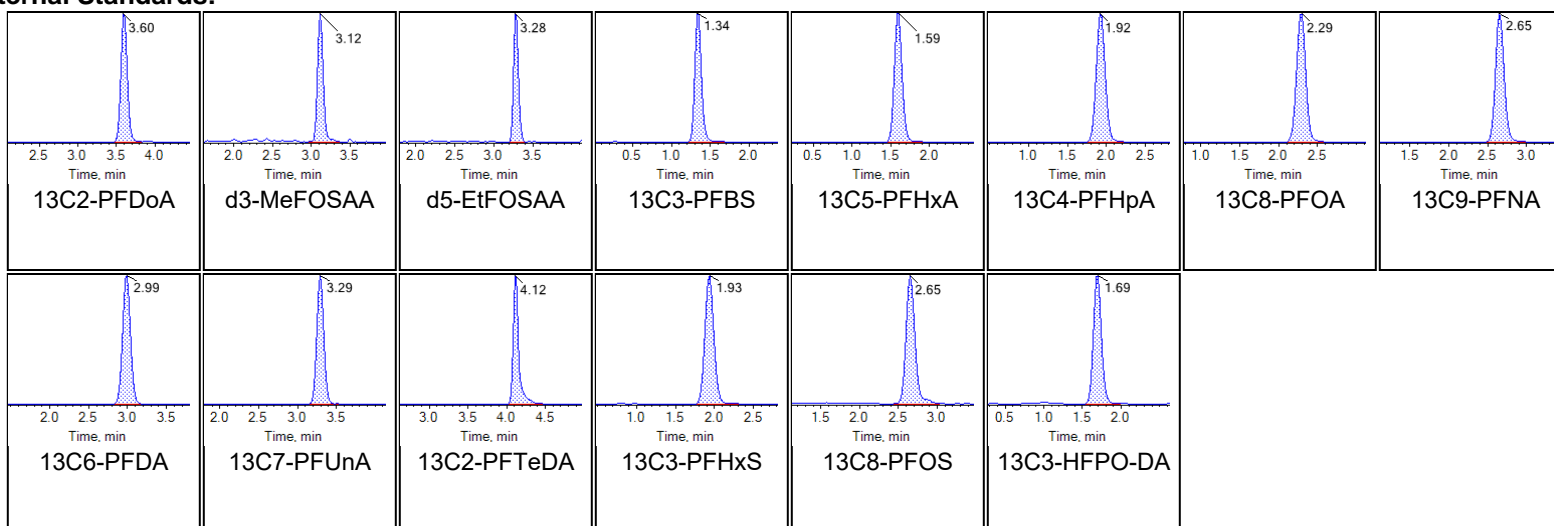 ternal Standards:
3.60
2.5 3.0 3.5 4.0
Time, min
13C2-PFDoA
3.12
2.0 2.5 3.0 3.5
Time, min
d3-MeFOSAA
3.28
2.0 2.5 3.0 3.5
Time, min
d5-EtFOSAA
1.34
0.5 1.0 1.5 2.0
Time, min
13C3-PFBS
1.59
0.5 1.0 1.5 2.0
Time, min
13C5-PFHxA
1.92
1.0 1.5 2.0 2.5
Time, min
13C4-PFHpA
2.29
1.0 1.5 2.0 2.5
Time, min
13C8-PFOA
2.65
1.5 2.0 2.5 3.0
Time, min
13C9-PFNA
2.99
2.0 2.5 3.0 3.5
Time, min
13C6-PFDA
3.29
2.0 2.5 3.0 3.5
Time, min
13C7-PFUnA
4.12
3.0 3.5 4.0 4.5
Time, min
13C2-PFTeDA
1.93
1.0 1.5 2.0 2.5
Time, min
13C3-PFHxS
2.65
1.5 2.0 2.5 3.0
Time, min
13C8-PFOS
1.69
0.5 1.0 1.5 2.0
Time, min
13C3-HFPO-DA